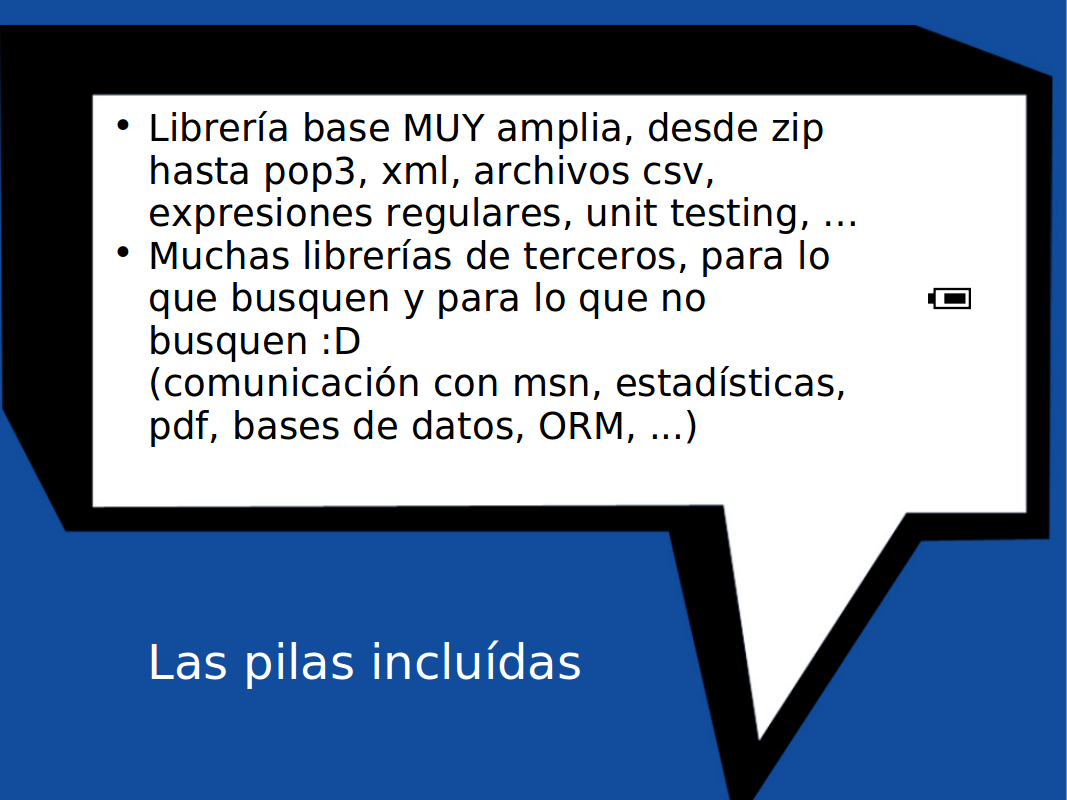 • Librería base MUY amplia, desde zip
hasta pop3, xml, archivos csv,
expresiones regulares, unit testing, ...
• Muchas librerías de terceros, para lo
que busquen y para lo que no
busquen :D
(comunicación con msn, estadísticas,
pdf, bases de datos, ORM, ...)
Las pilas incluídas